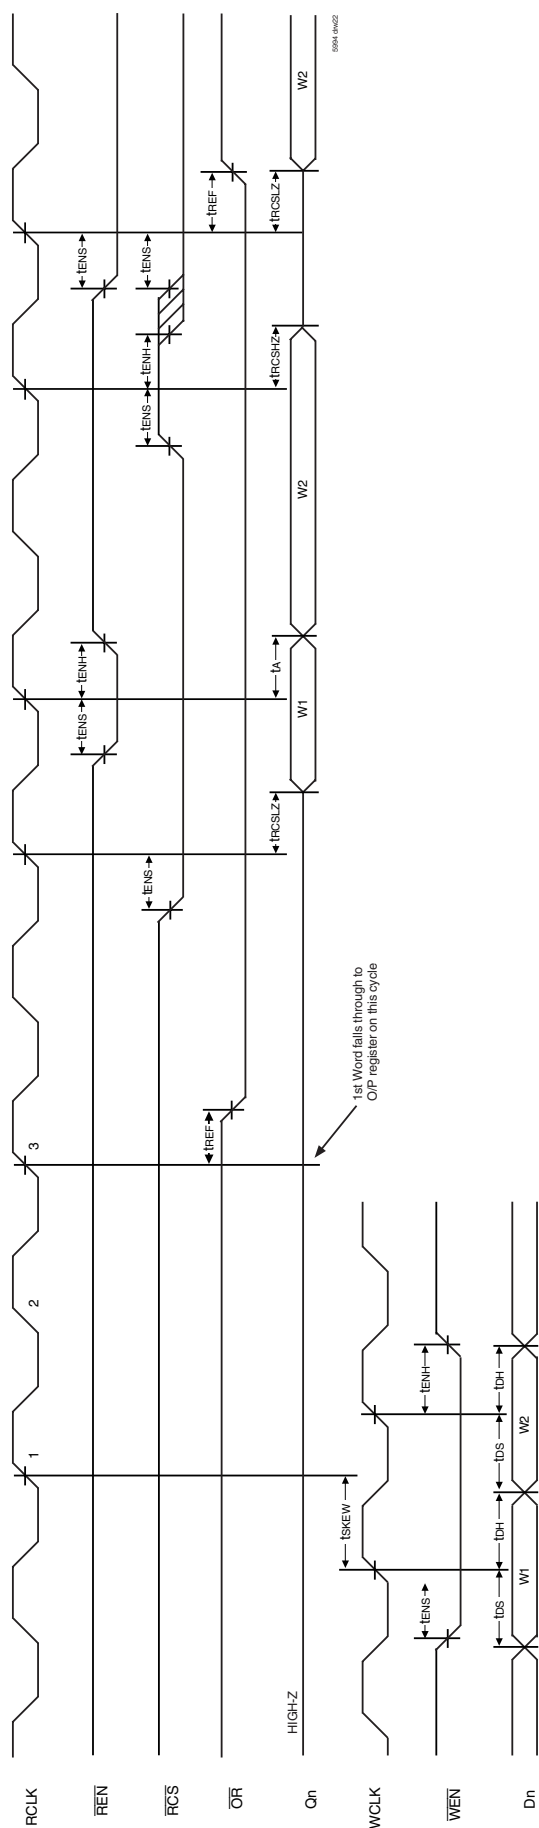 RCLK
1
2
3
REN
tENS
tENH
tENS
RCS
tENS
tENS
tENH
tENS
OR
tREF
tREF
Qn
HIGH-Z
tRCSLZ
W1
tA
W2
tRCSHZ
tRCSLZ
W2
1st Word falls through to
O/P register on this cycle
WCLK
tSKEW
WEN
tENS
tENH
Dn
tDS
tDH
tDS
tDH
W1
W2
5994 drw22